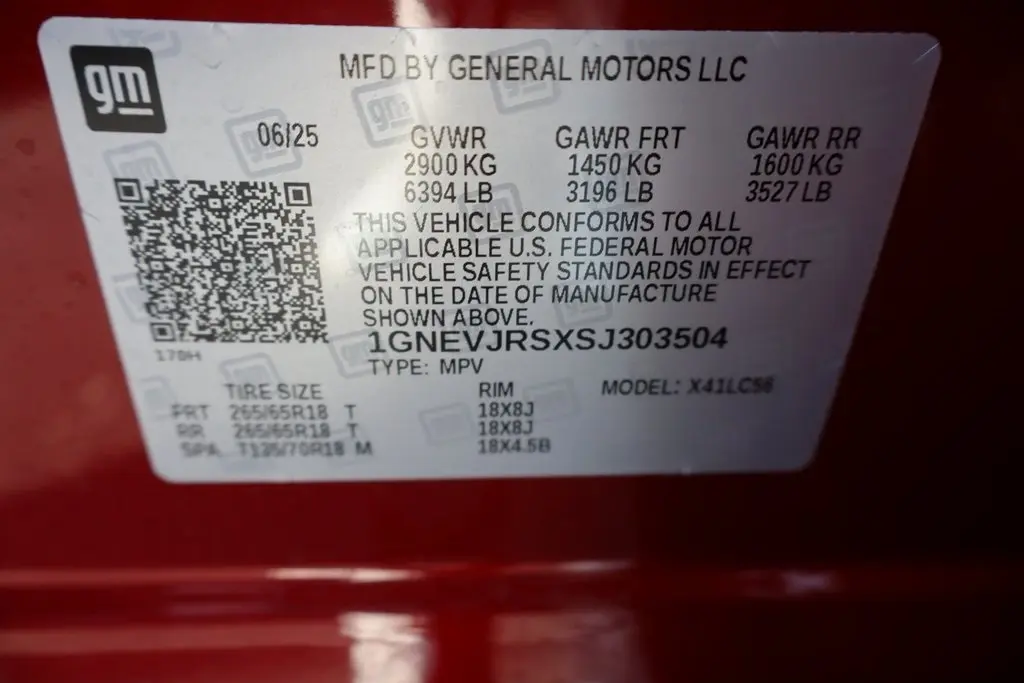 gm
MFD BY GENERAL MOTORS LLC
06/25 GVWR GAWR FRT GAWR RR
2900 KG 1450 KG 1600 KG
6394 LB 3196 LB 3527 LB
THIS VEHICLE CONFORMS TO ALL
APPLICABLE U.S. FEDERAL MOTOR
VEHICLE SAFETY STANDARDS IN EFFECT
ON THE DATE OF MANUFACTURE
SHOWN ABOVE.
1GNEVJRSXSJ303504
TYPE: MPV
TIRE SIZE RIM MODEL: X41LC56
FRT 265/65R18 T 18X8J
RR 265/65R18 T 18X8J
SPA T135/70R18 M 18X4.5B